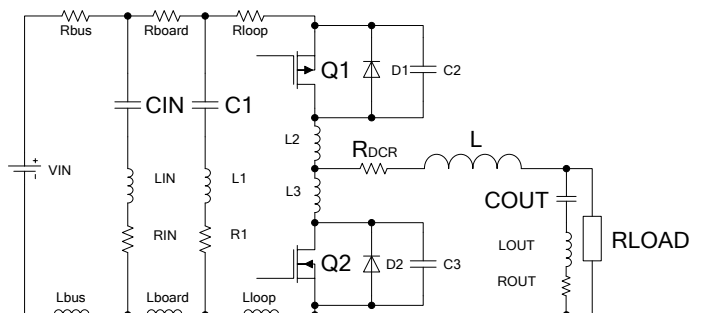 Rbus Rboard Rloop
Q1 D1 C2
CIN C1
L2 RDCR L
VIN LIN L1 L3
COUT
RIN R1 LOUT RLOAD
Q2 D2 C3 ROUT
Lbus Lboard Lloop